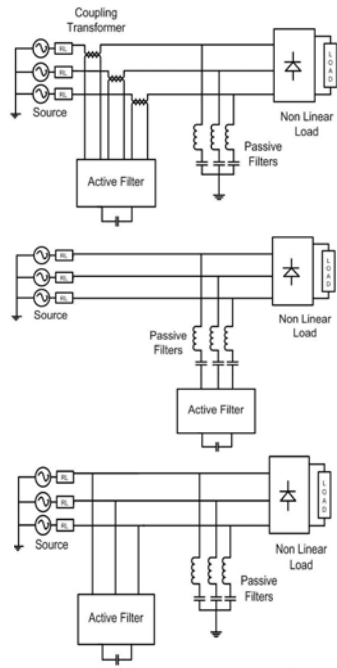 Coupling
Transformer
RL
RL
RL
Source
LOAD
Non Linear
Load
Passive
Filters
Active Filter
RL
RL
RL
Source
LOAD
Non Linear
Load
Passive
Filters
Active Filter
RL
RL
RL
Source
LOAD
Non Linear
Load
Passive
Filters
Active Filter